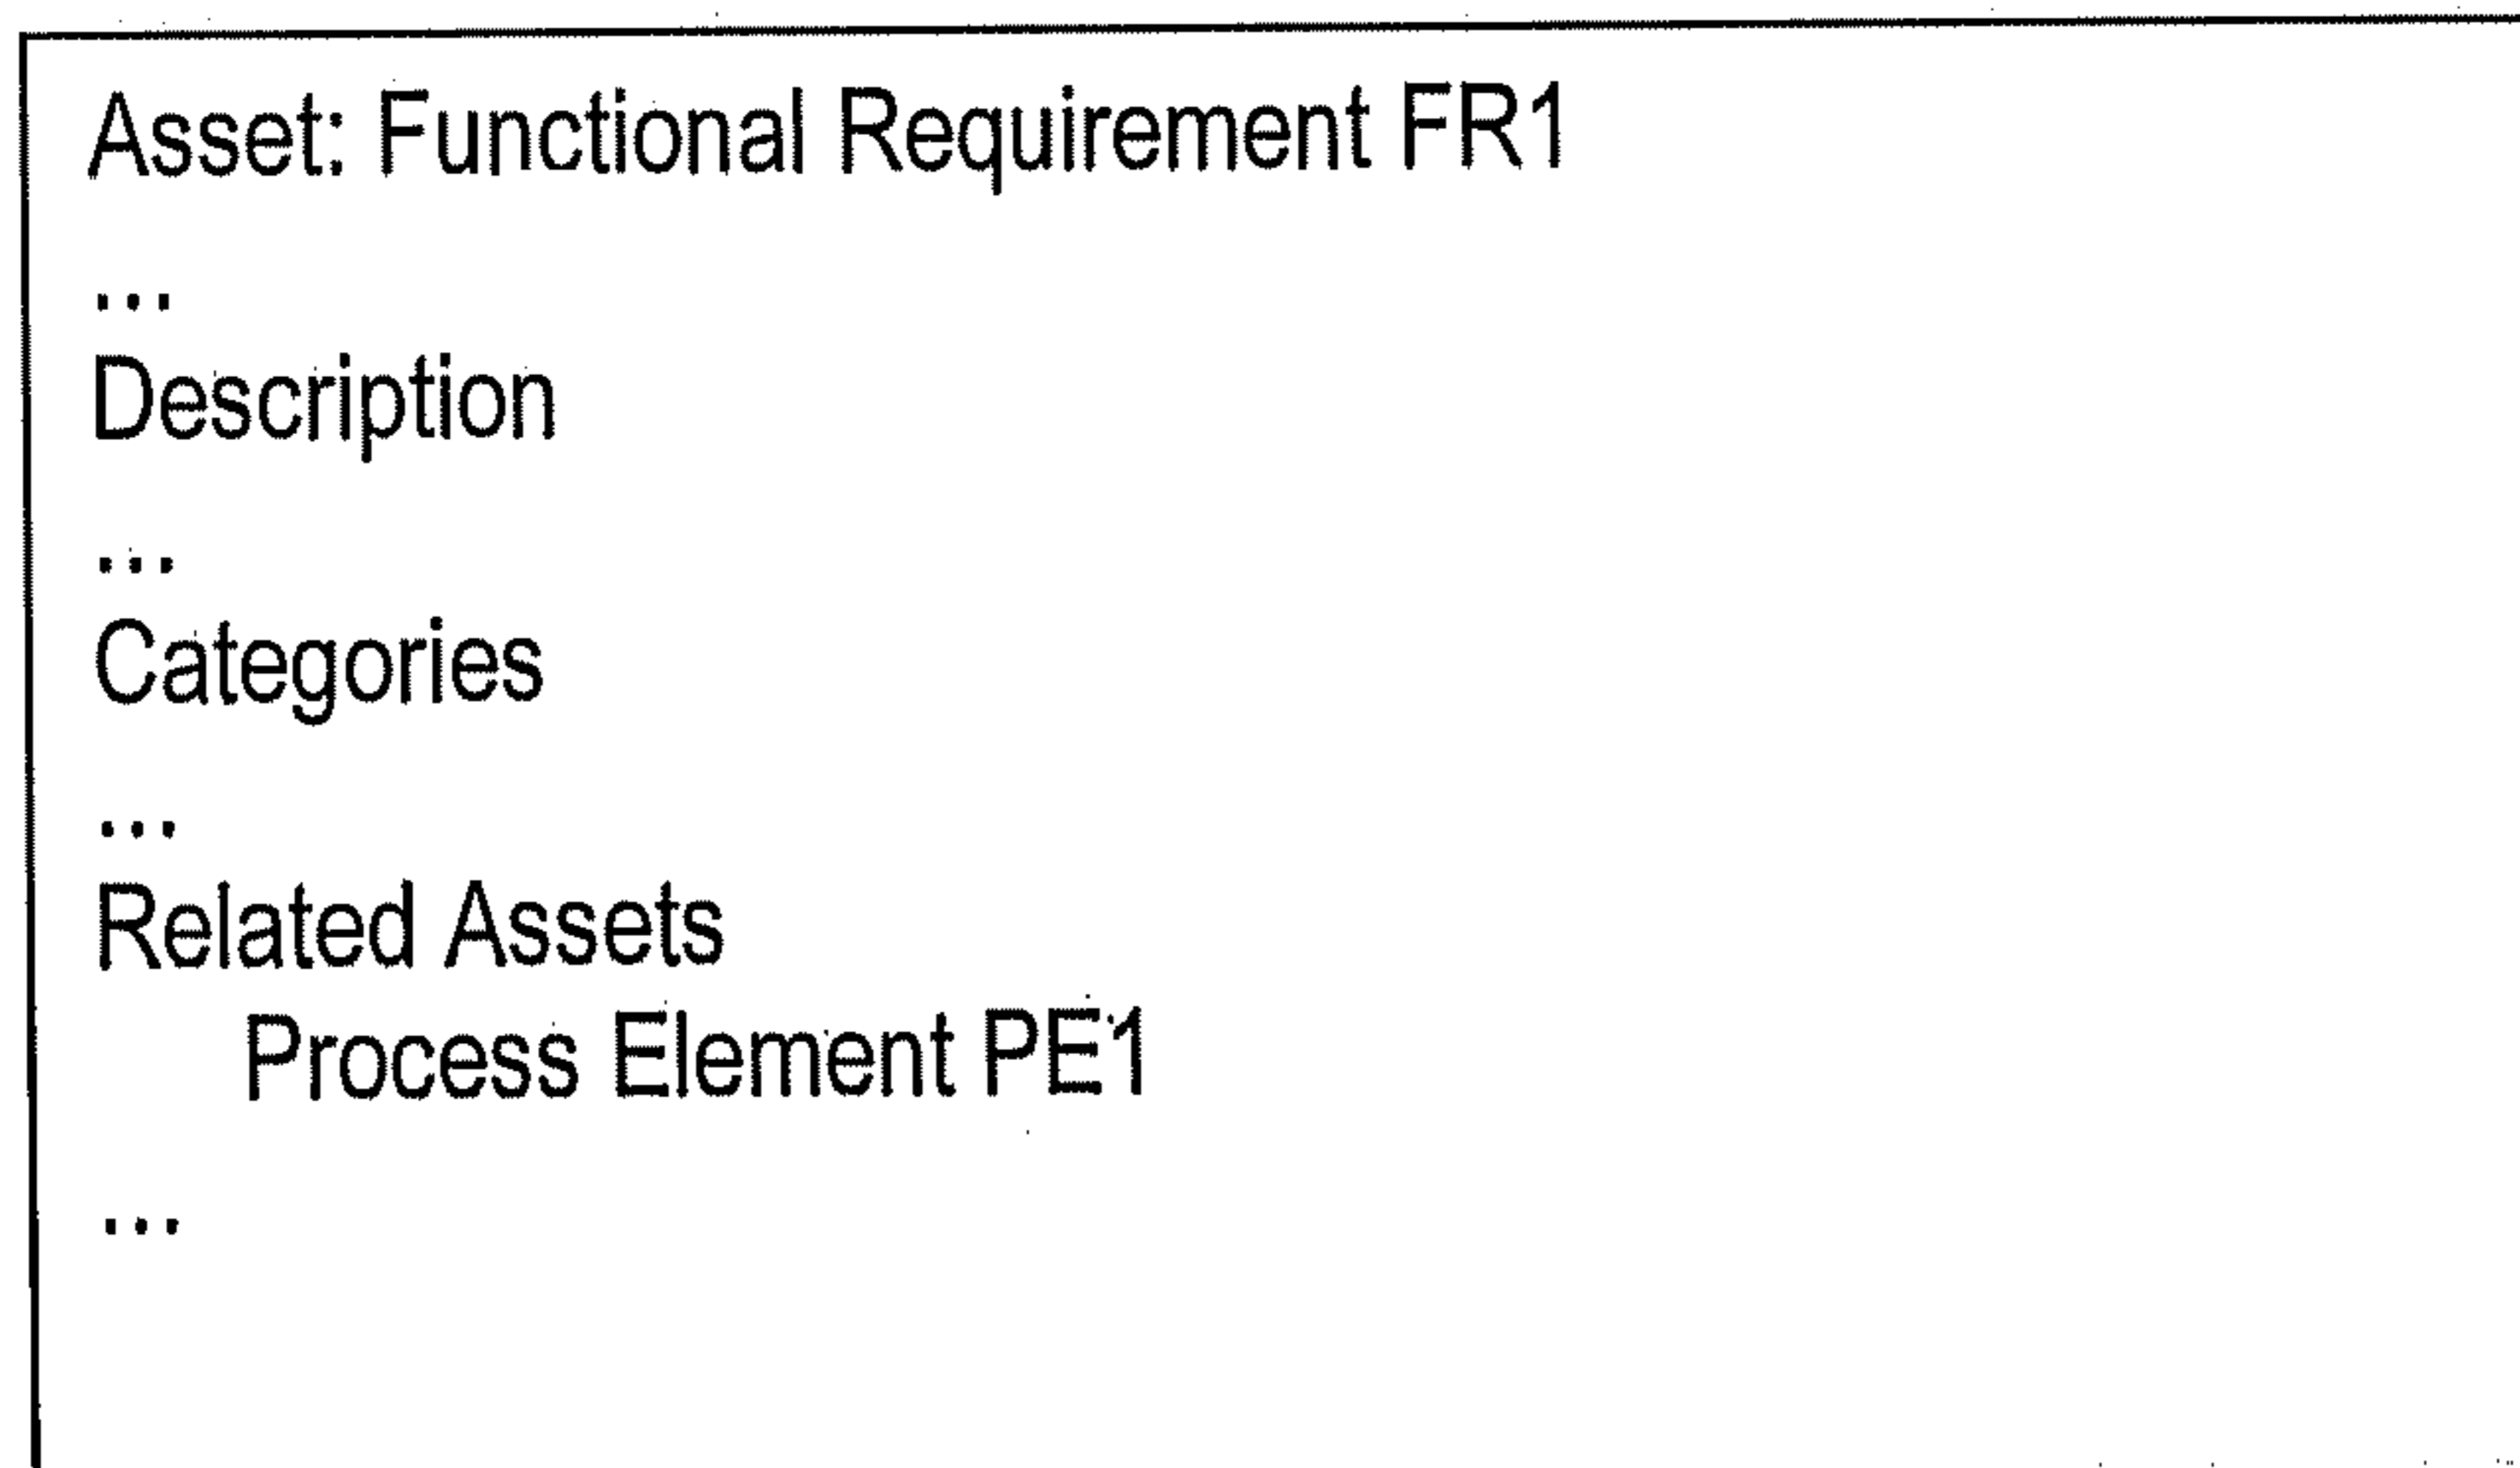 Asset: Functional Requirement FR1
...
Description
...
Categories
...
Related Assets
Process Element PE1
...